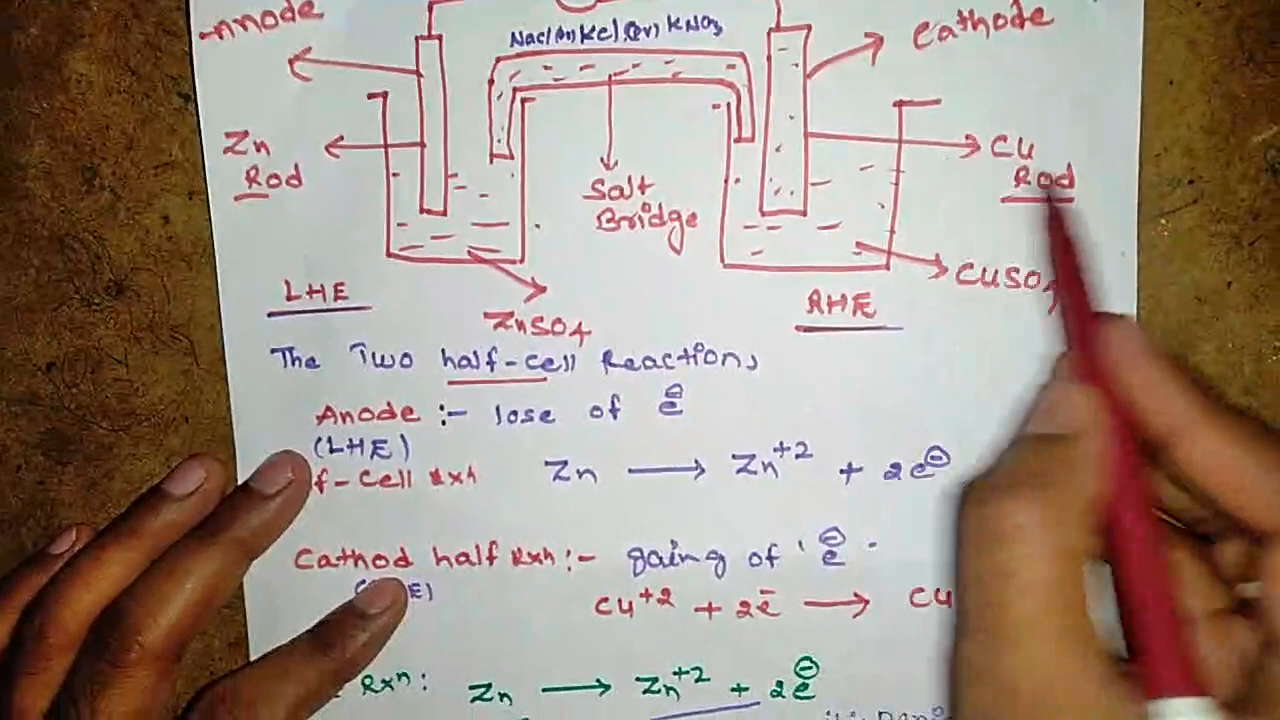 Anode
Cathode
NaCl (or) KCl (or) KNO3
Zn
Rod
Cu
Rod
Salt
Bridge
LHE
RHE
CuSO4
ZnSO4
The Two half-cell Reactions
Anode :- lose of e⊖
(LHE)
f-cell Rxn Zn → Zn+2 + 2e⊖
Cathod half Rxn :- gaing of 'e⊖
Cu+2 + 2e- → Cu
Rxn: Zn → Zn+2 + 2e⊖